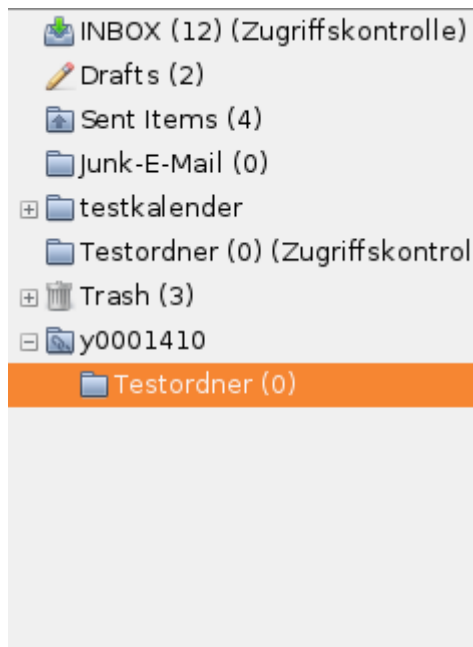 INBOX (12) (Zugriffskontrolle)
Drafts (2)
Sent Items (4)
Junk-E-Mail (0)
testkalender
Testordner (0) (Zugriffskontrol
Trash (3)
y0001410
Testordner (0)